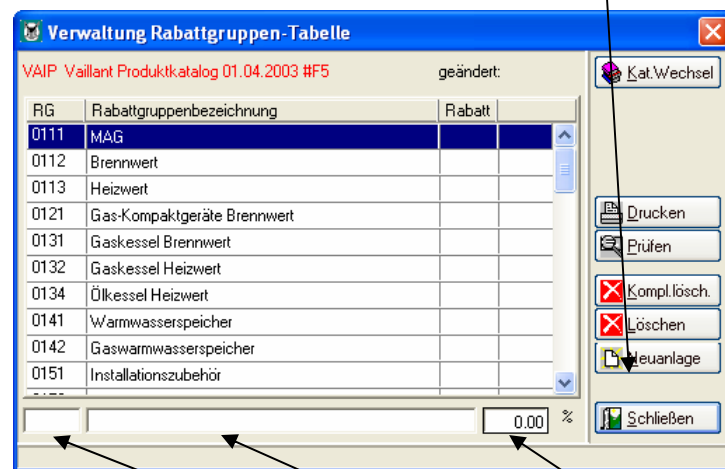 Verwaltung Rabattgruppen-Tabelle
VAIP Vaillant Produktkatalog 01.04.2003 #F5 geändert:
Kat.Wechsel
RG Rabattgruppenbezeichnung Rabatt
0111 MAG
0112 Brennwert
0113 Heizwert
0121 Gas-Kompaktgeräte Brennwert
0131 Gaskessel Brennwert
0132 Gaskessel Heizwert
0134 Ölkessel Heizwert
0141 Warmwasserspeicher
0142 Gaswarmwasserspeicher
0151 Installationszubehör
Drucken
Prüfen
Kompl.lösch.
Löschen
Neuanlage
0.00 %
Schließen